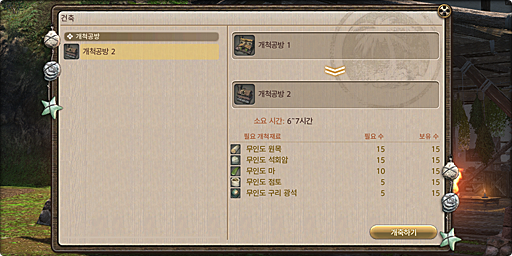 건축
개척공방
개척공방 2
개척공방 1
개척공방 2
소요 시간: 6~7시간
필요 개척재료 필요 수 보유 수
무인도 원목 15 15
무인도 석회암 15 15
무인도 마 10 15
무인도 점토 5 15
무인도 구리 광석 5 15
개축하기